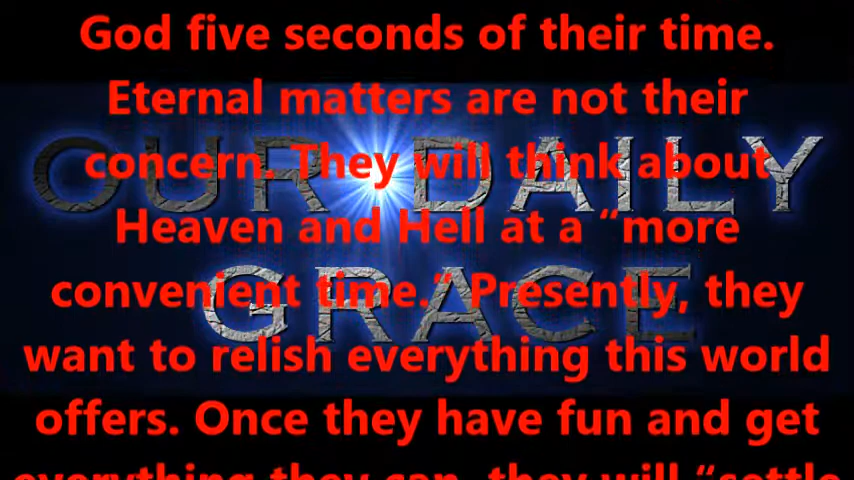 God five seconds of their time.
Eternal matters are not their
concern. They will think about
Heaven and Hell at a “more
convenient time.” Presently, they
want to relish everything this world
offers. Once they have fun and get
everything they can, they will “settle
OUR DAILY
GRACE